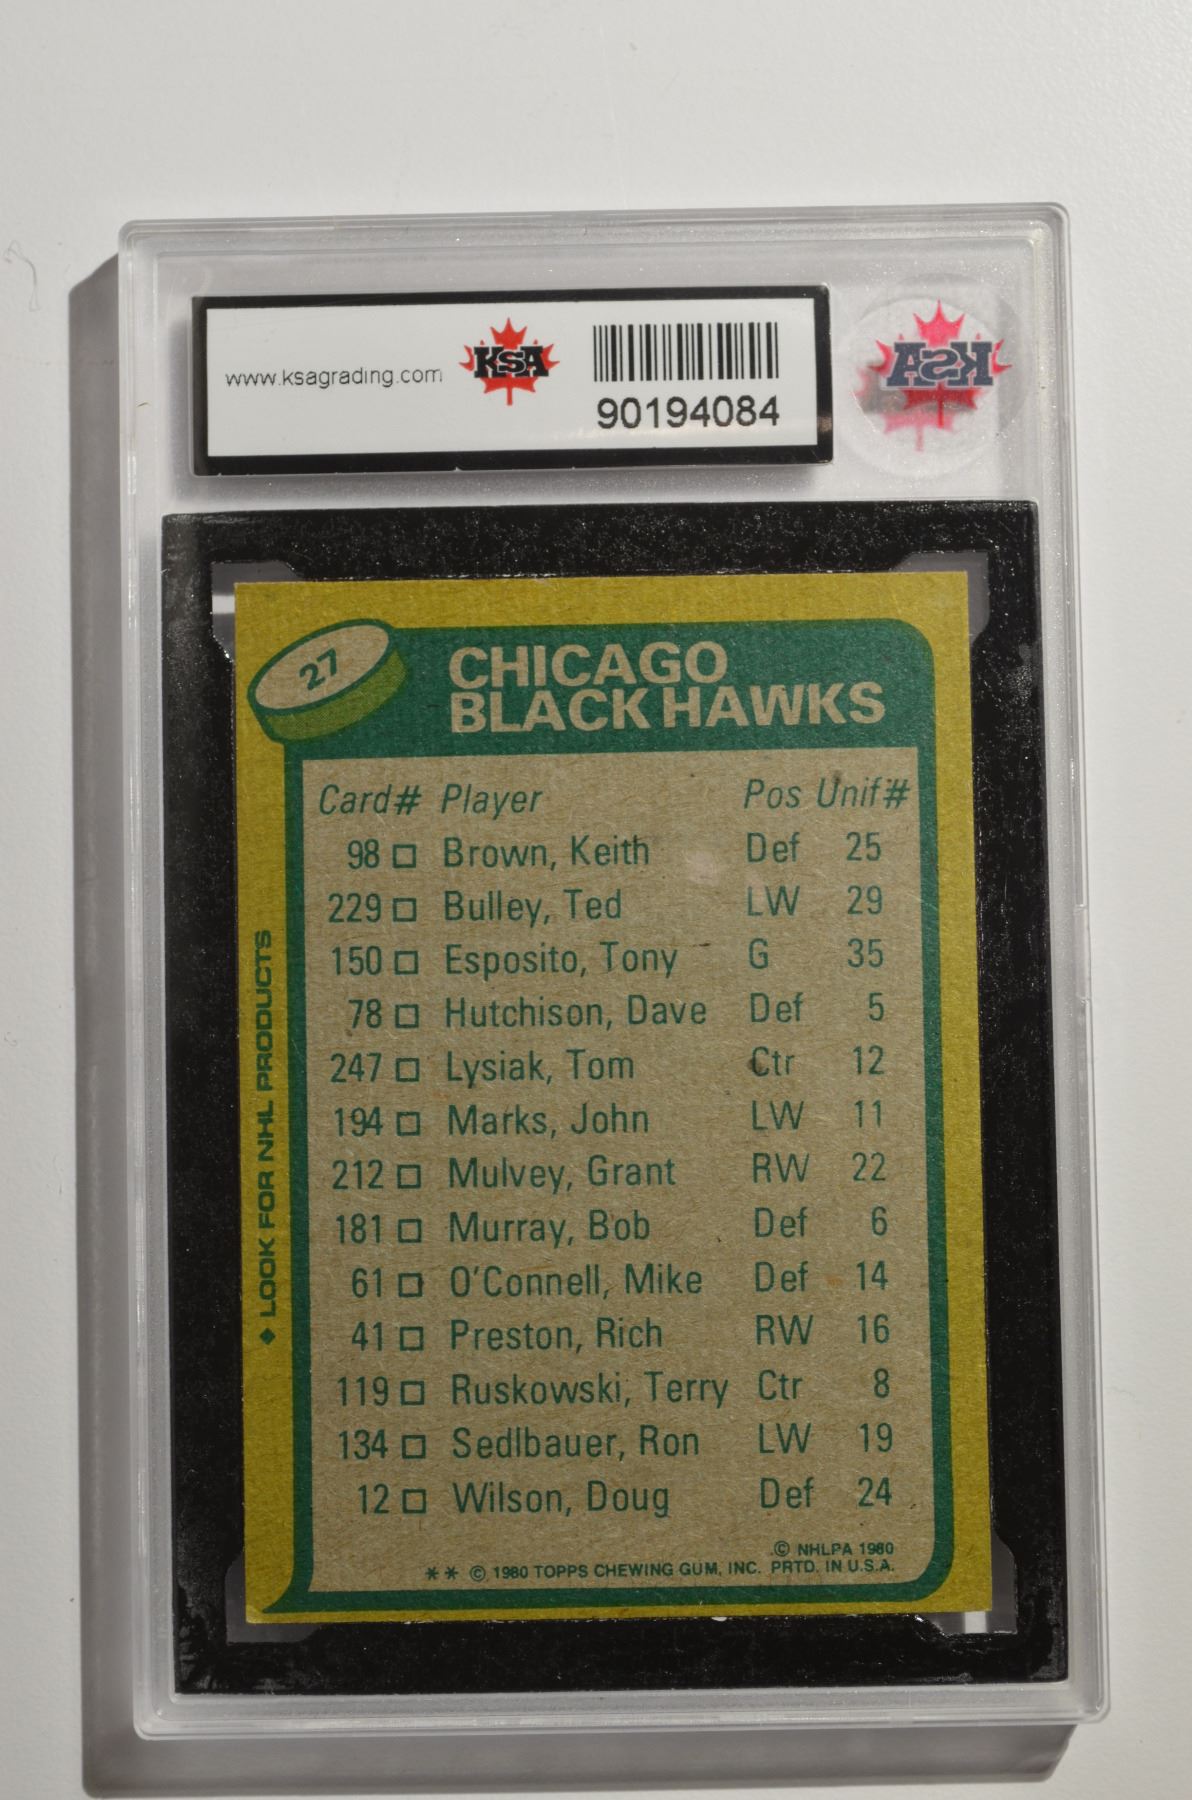 www.ksagrading.com
KSA
90194084
KSA
27
CHICAGO
BLACK HAWKS
Card# Player Pos Unif#
98 Brown, Keith Def 25
229 Bulley, Ted LW 29
150 Esposito, Tony G 35
78 Hutchison, Dave Def 5
247 Lysiak, Tom Ctr 12
194 Marks, John LW 11
212 Mulvey, Grant RW 22
181 Murray, Bob Def 6
61 O'Connell, Mike Def 14
41 Preston, Rich RW 16
119 Ruskowski, Terry Ctr 8
134 Sedlbauer, Ron LW 19
12 Wilson, Doug Def 24
© NHLPA 1980
** © 1980 TOPPS CHEWING GUM, INC. PRTD. IN U.S.A.
◆ LOOK FOR NHL PRODUCTS